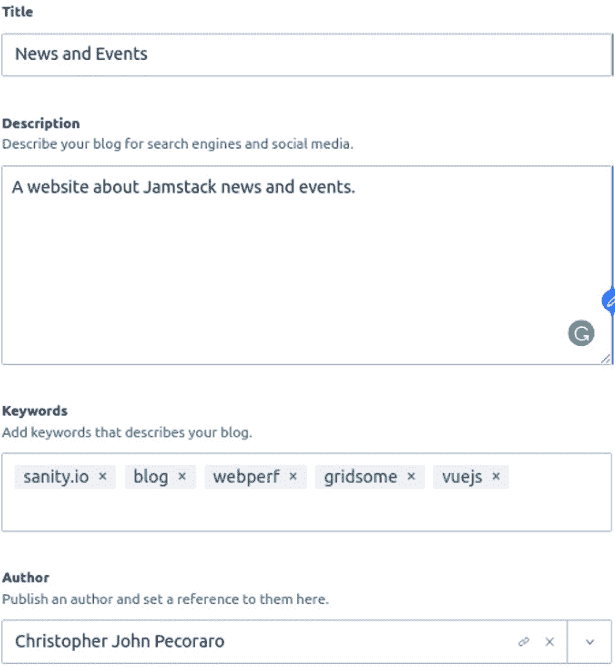 Title
News and Events
Description
Describe your blog for search engines and social media.
A website about Jamstack news and events.
Keywords
Add keywords that describes your blog.
sanity.io × blog × webperf × gridsome × vuejs ×
Author
Publish an author and set a reference to them here.
Christopher John Pecoraro